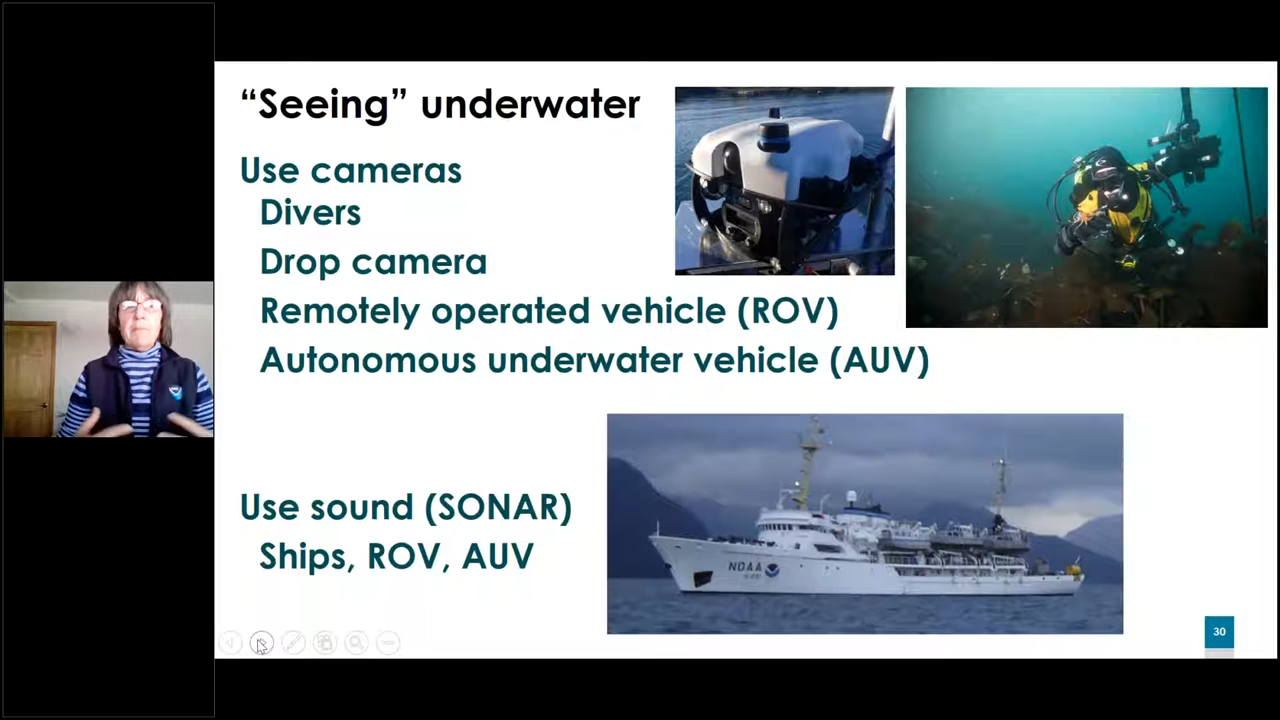 “Seeing” underwater
Use cameras
Divers
Drop camera
Remotely operated vehicle (ROV)
Autonomous underwater vehicle (AUV)
Use sound (SONAR)
Ships, ROV, AUV
NOAA
30